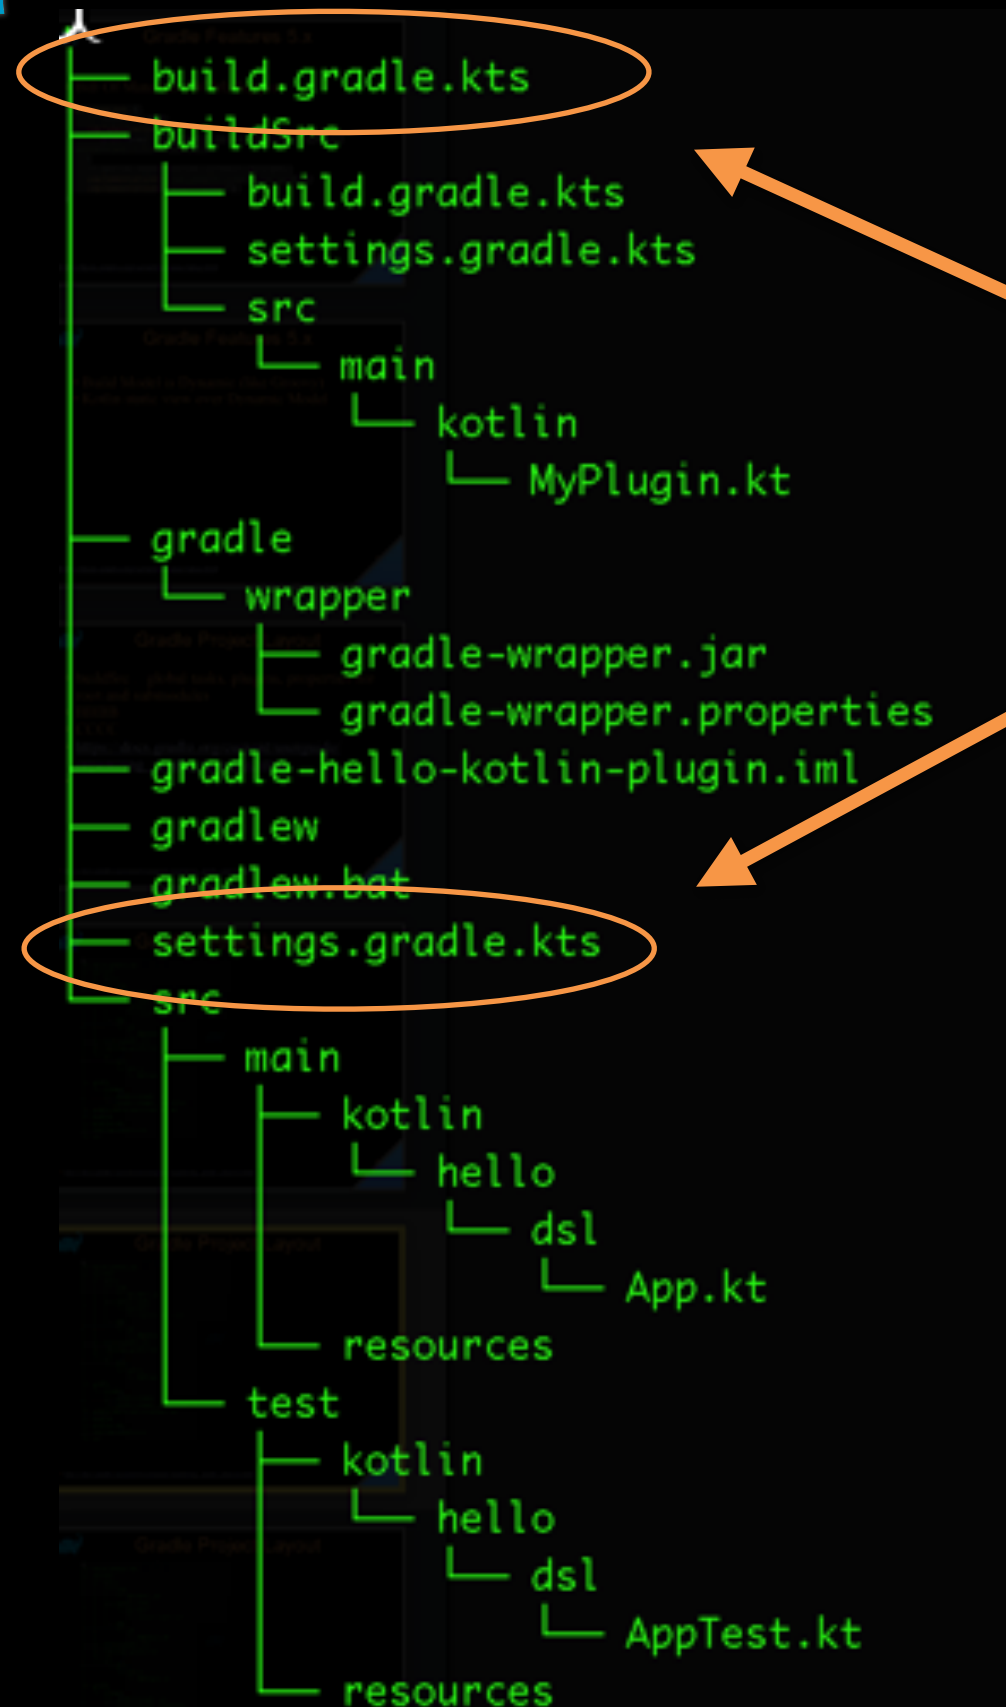 build.gradle.kts
buildSrc
build.gradle.kts
settings.gradle.kts
src
main
kotlin
MyPlugin.kt
gradle
wrapper
gradle-wrapper.jar
gradle-wrapper.properties
gradle-hello-kotlin-plugin.iml
gradlew
gradlew.bat
settings.gradle.kts
src
main
kotlin
hello
dsl
App.kt
resources
test
kotlin
hello
dsl
AppTest.kt
resources